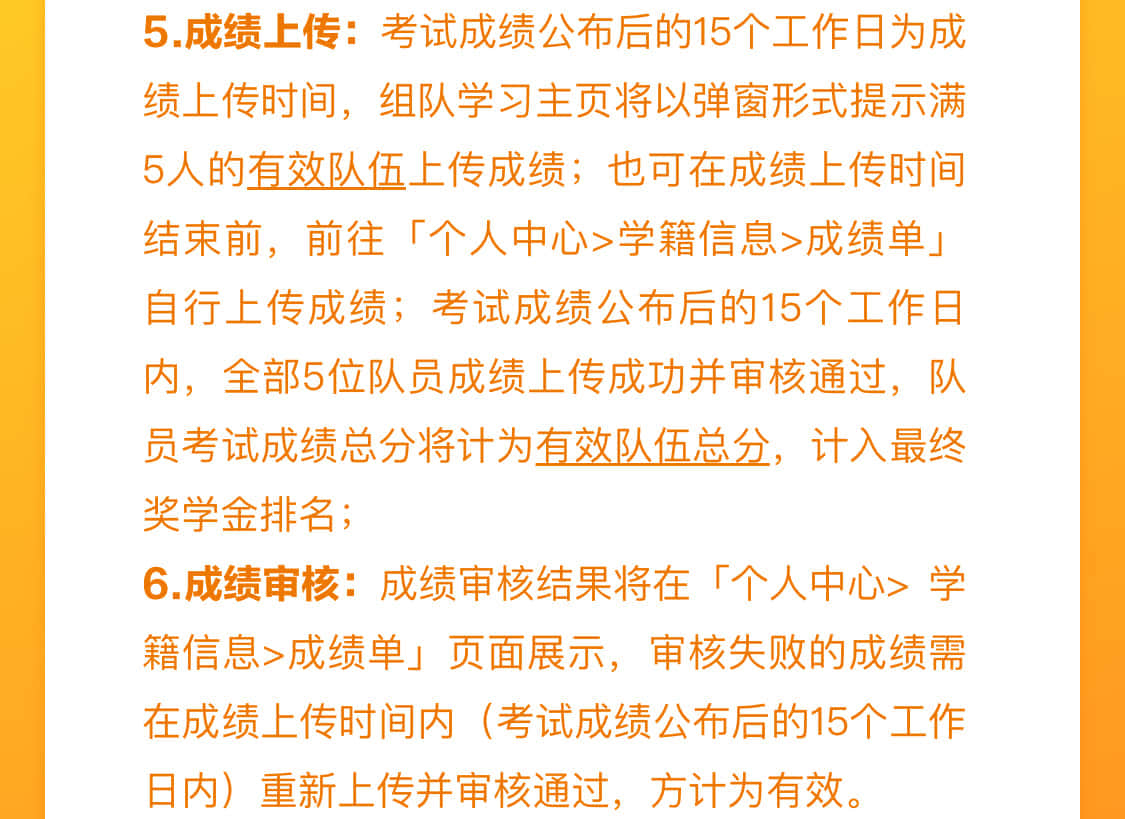 5.成绩上传：考试成绩公布后的15个工作日为成
绩上传时间，组队学习主页将以弹窗形式提示满
5人的有效队伍上传成绩；也可在成绩上传时间
结束前，前往「个人中心>学籍信息>成绩单」
自行上传成绩；考试成绩公布后的15个工作日
内，全部5位队员成绩上传成功并审核通过，队
员考试成绩总分将计为有效队伍总分，计入最终
奖学金排名；
6.成绩审核：成绩审核结果将在「个人中心> 学
籍信息>成绩单」页面展示，审核失败的成绩需
在成绩上传时间内（考试成绩公布后的15个工作
日内）重新上传并审核通过，方计为有效。